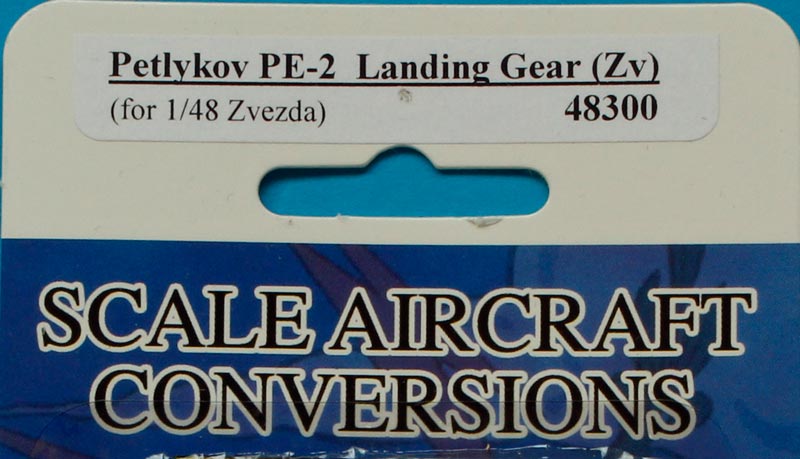 Petlykov PE-2 Landing Gear (Zv)
(for 1/48 Zvezda) 48300
SCALE AIRCRAFT
CONVERSIONS